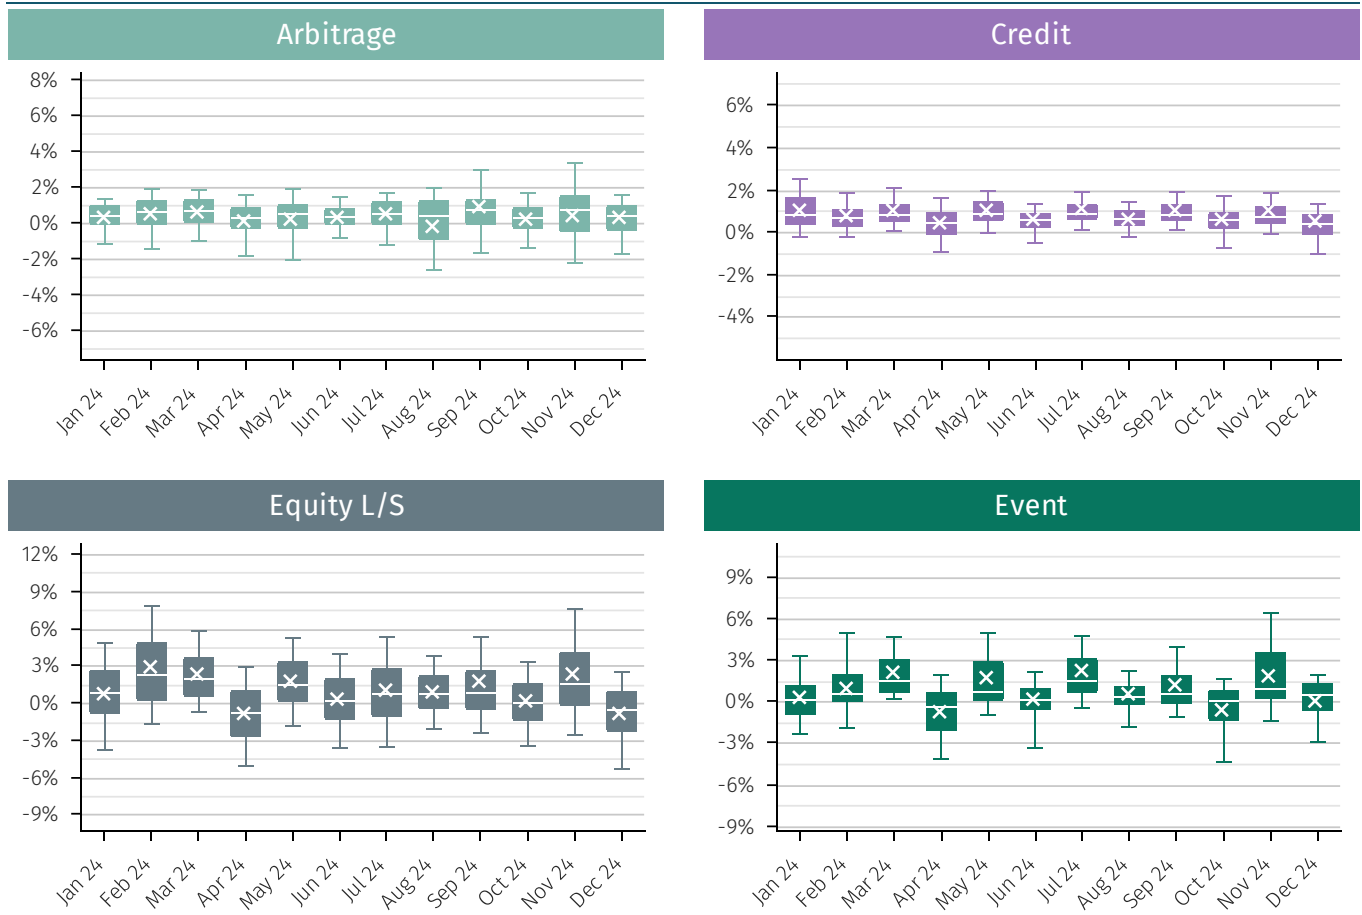 Arbitrage
8%
6%
4%
2%
0%
-2%
-4%
-6%
Jan 24
Feb 24
Mar 24
Apr 24
May 24
Jun 24
Jul 24
Aug 24
Sep 24
Oct 24
Nov 24
Dec 24
Credit
6%
4%
2%
0%
-2%
-4%
Jan 24
Feb 24
Mar 24
Apr 24
May 24
Jun 24
Jul 24
Aug 24
Sep 24
Oct 24
Nov 24
Dec 24
Equity L/S
12%
9%
6%
3%
0%
-3%
-6%
-9%
Jan 24
Feb 24
Mar 24
Apr 24
May 24
Jun 24
Jul 24
Aug 24
Sep 24
Oct 24
Nov 24
Dec 24
Event
9%
6%
3%
0%
-3%
-6%
-9%
Jan 24
Feb 24
Mar 24
Apr 24
May 24
Jun 24
Jul 24
Aug 24
Sep 24
Oct 24
Nov 24
Dec 24